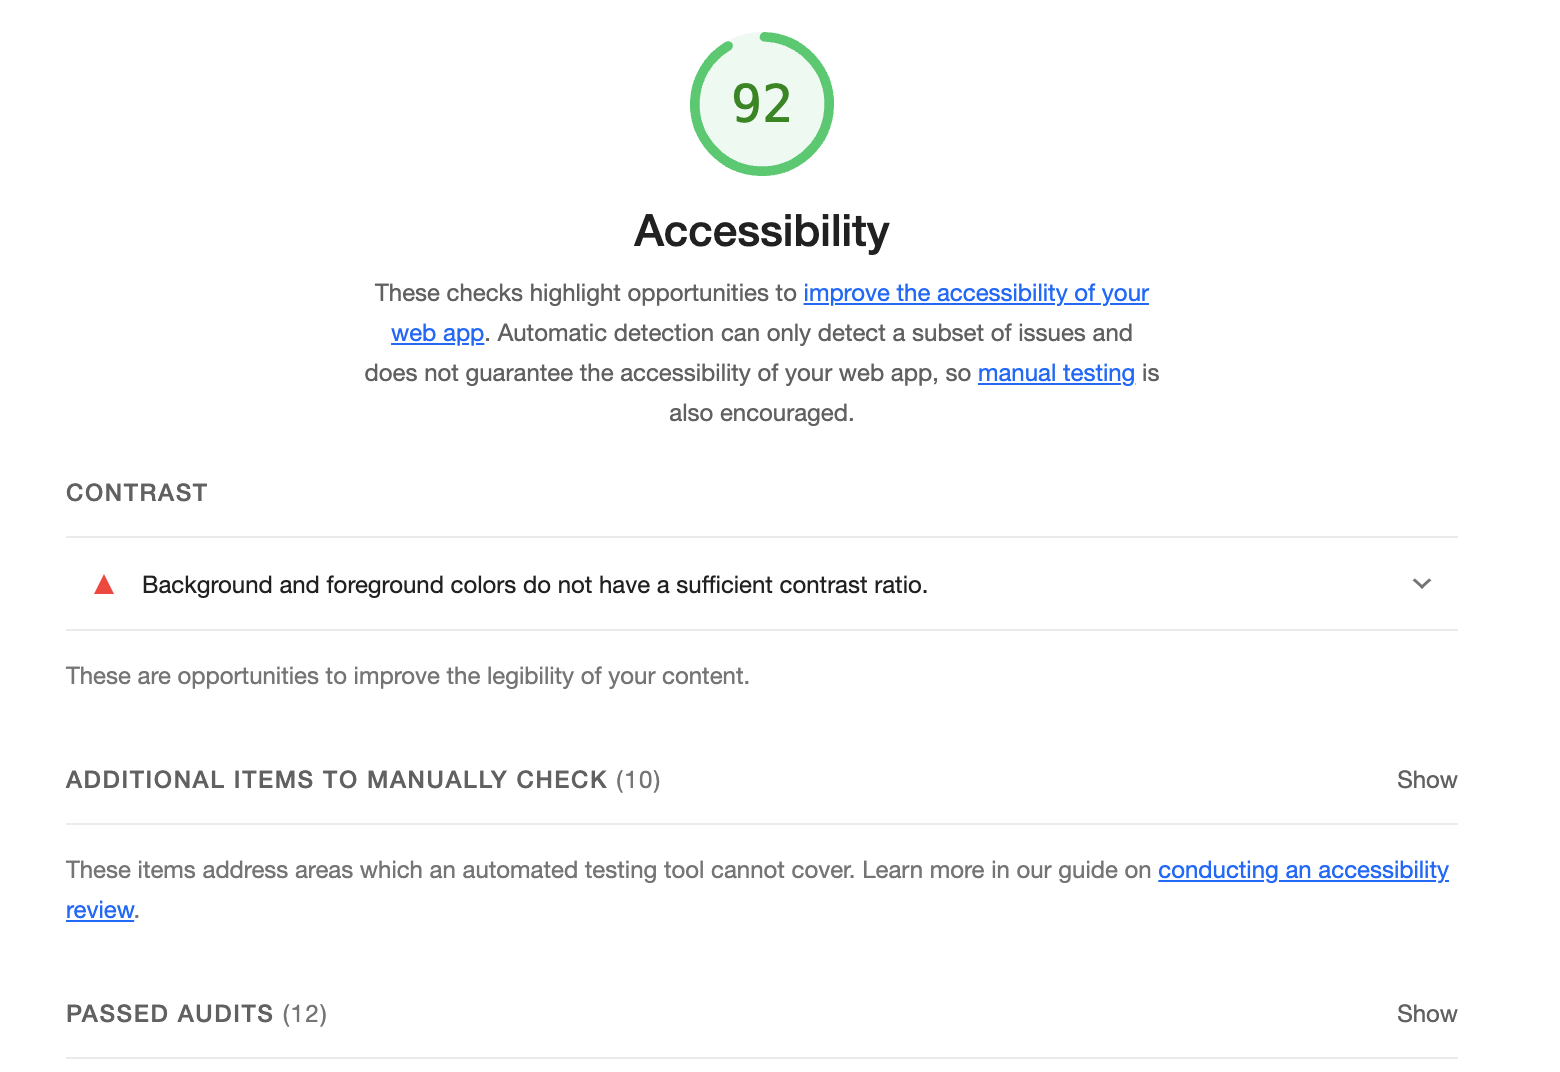 92
Accessibility
These checks highlight opportunities to improve the accessibility of your
web app. Automatic detection can only detect a subset of issues and
does not guarantee the accessibility of your web app, so manual testing is
also encouraged.
CONTRAST
Background and foreground colors do not have a sufficient contrast ratio.
These are opportunities to improve the legibility of your content.
ADDITIONAL ITEMS TO MANUALLY CHECK (10) Show
These items address areas which an automated testing tool cannot cover. Learn more in our guide on conducting an accessibility
review.
PASSED AUDITS (12) Show